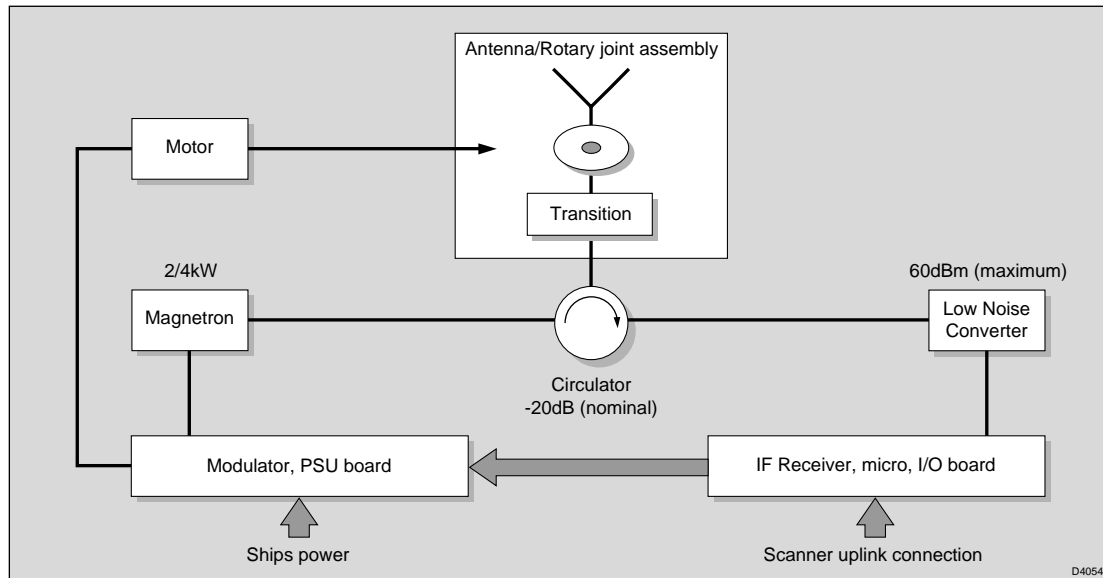 Antenna/Rotary joint assembly
Motor
Transition
2/4kW
60dBm (maximum)
Magnetron
Low Noise
Converter
Circulator
-20dB (nominal)
Modulator, PSU board
IF Receiver, micro, I/O board
Ships power
Scanner uplink connection
D4054